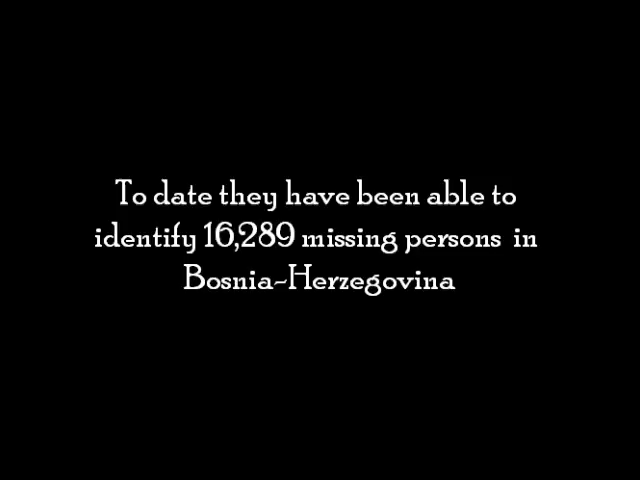 To date they have been able to
identify 16,289 missing persons in
Bosnia-Herzegovina